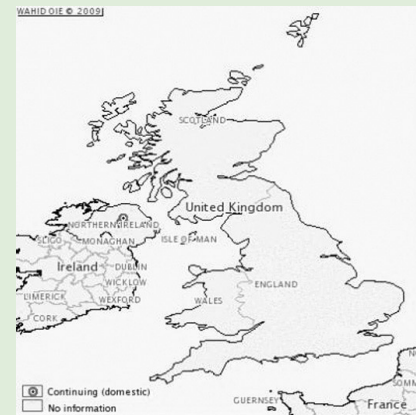 WAHID OIE © 2009
SCOTLAND
United Kingdom
NORTHERN IRELAND
SLIGO
MONAGHAN
ISLE OF MAN
Ireland
DUBLIN
WICKLOW
ENGLAND
LIMERICK
WEXFORD
WALES
CORK
Continuing (domestic)
No information
GUERNSEY
France
SOMM